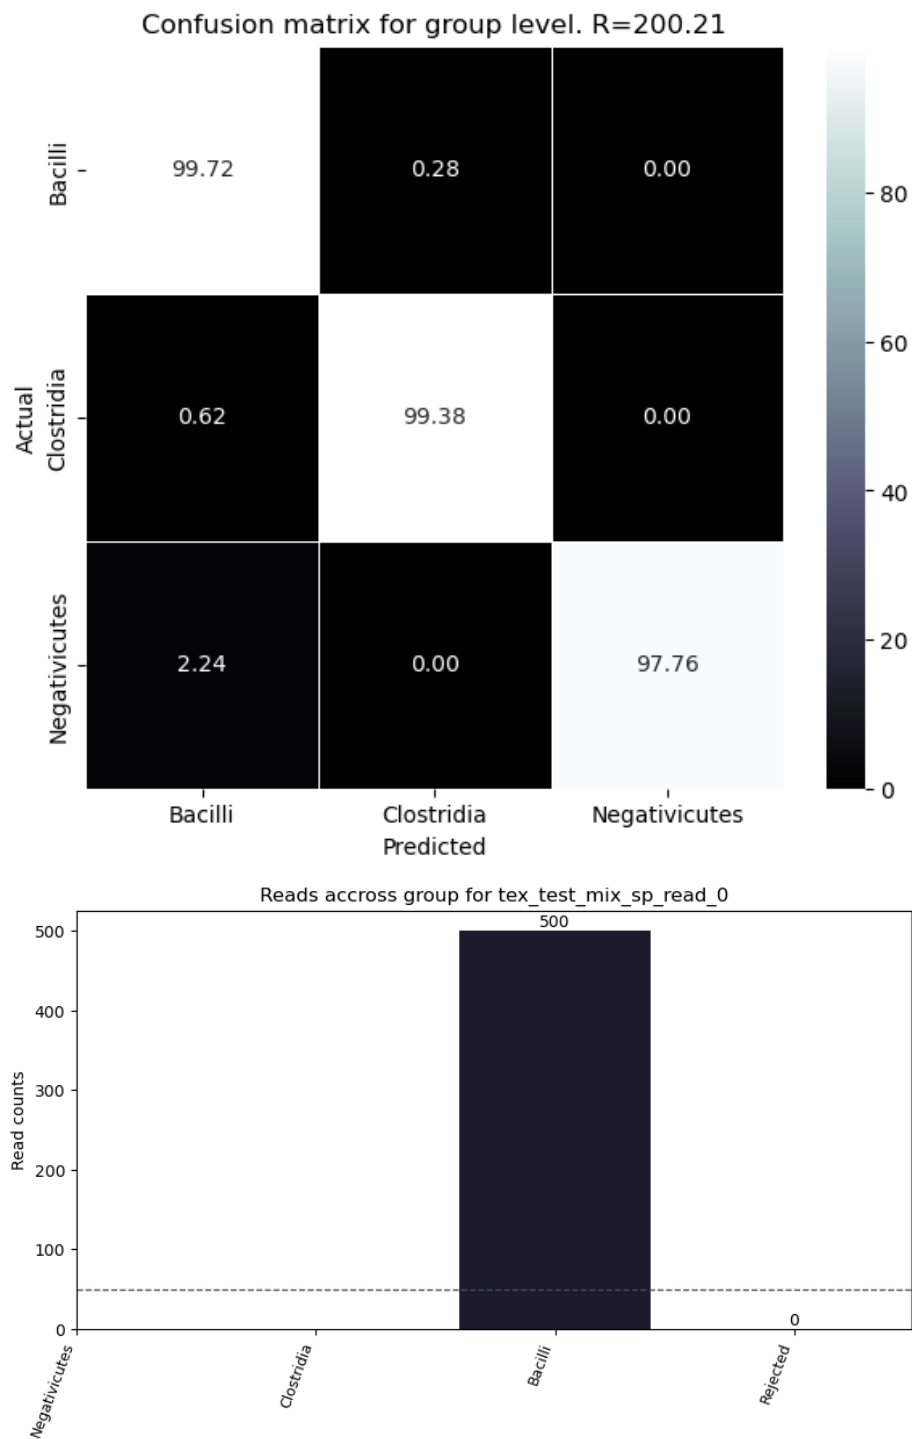 Confusion matrix for group level. R=200.21
Bacilli
99.72
0.28
0.00
80
60
Actual
Clostridia
0.62
99.38
0.00
40
Negativicutes
2.24
0.00
97.76
20
0
Bacilli
Clostridia
Negativicutes
Predicted
Reads accross group for tex_test_mix_sp_read_0
500
500
400
300
200
100
0
0
Read counts
Negativicutes
Clostridia
Bacilli
Rejected